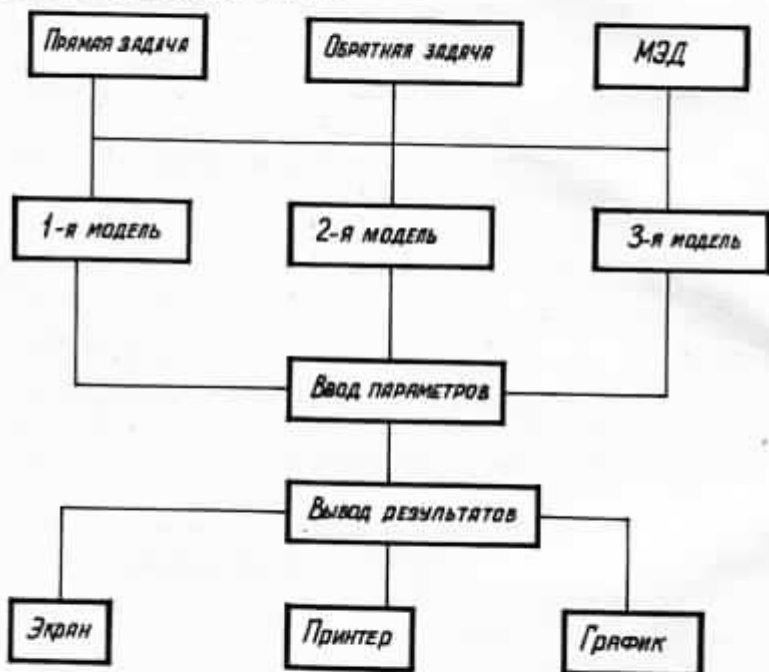 Прямая задача
Обратная задача
МЭД
1-я модель
2-я модель
3-я модель
Ввод параметров
Вывод результатов
Экран
Принтер
График